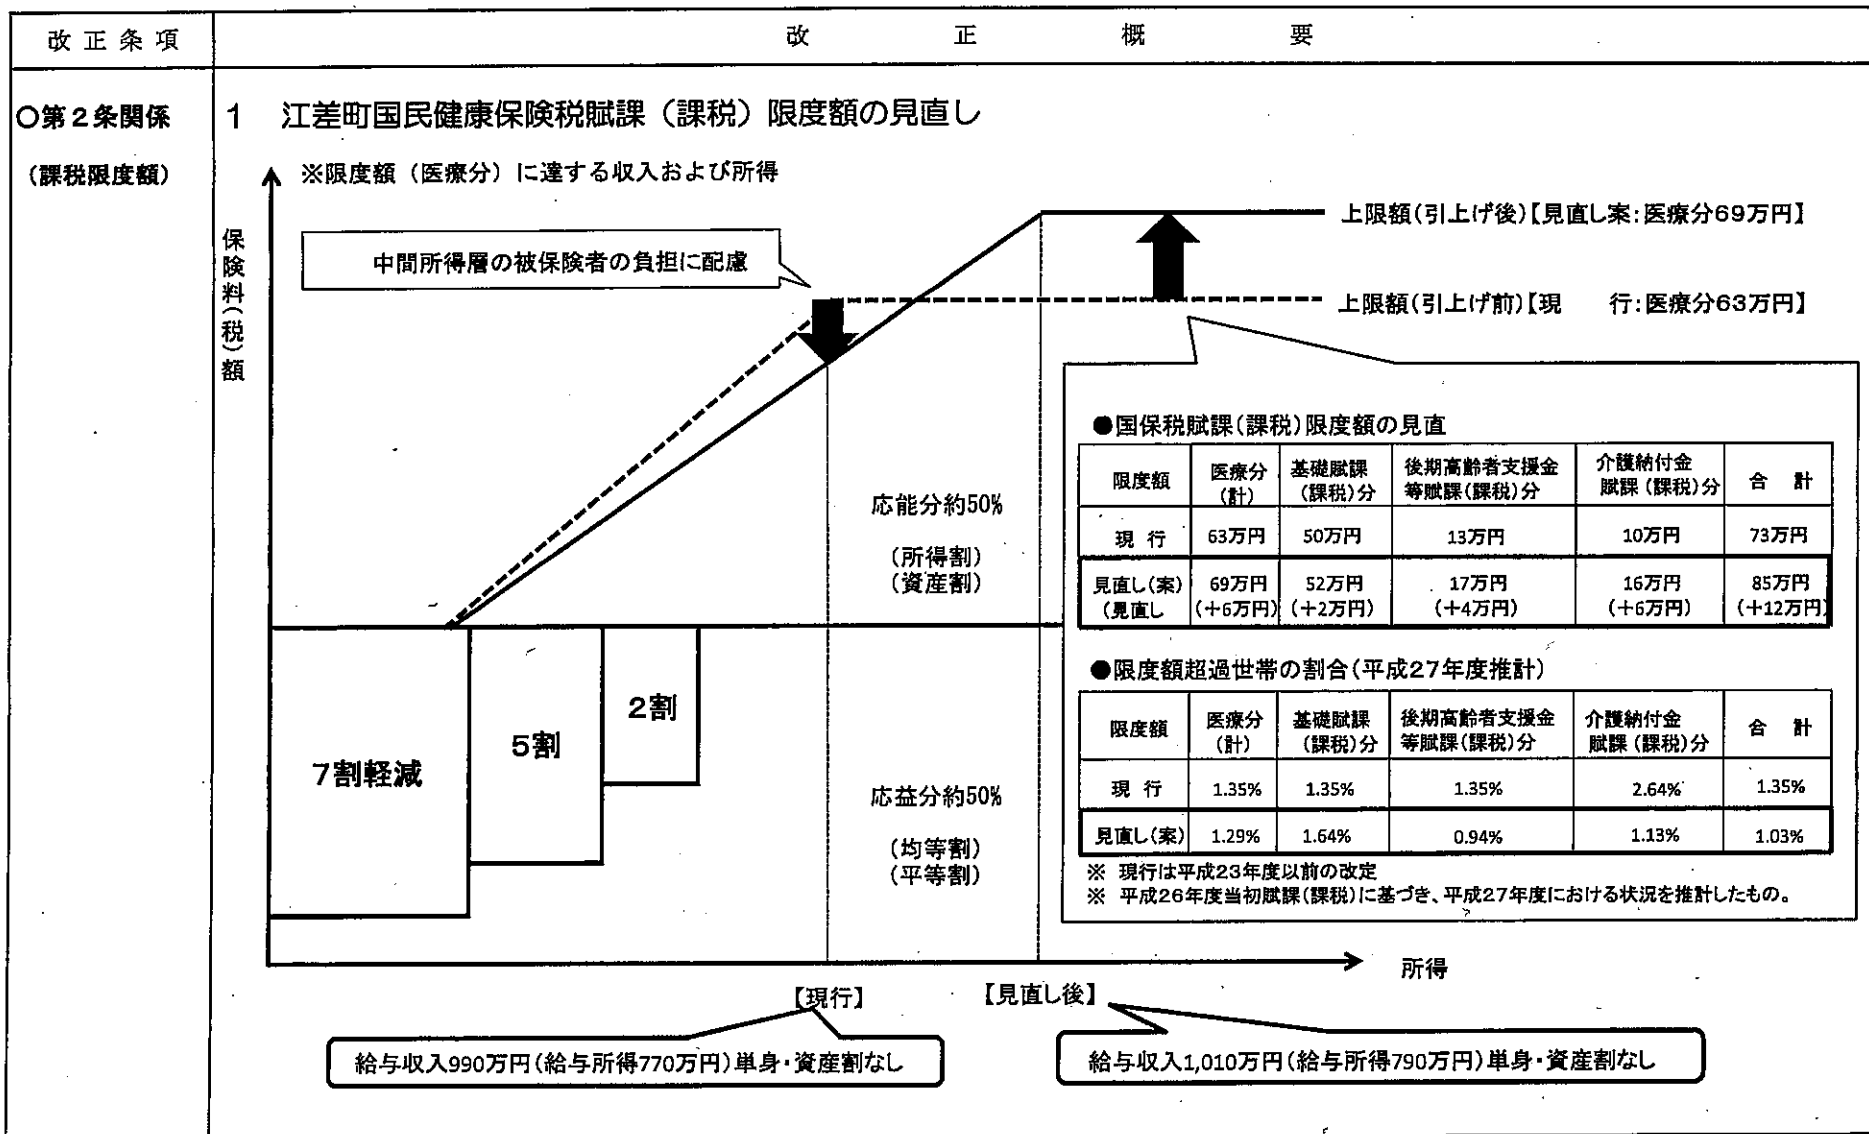 改正条項
改正概要
〇第2条関係
(課税限度額)
1 江差町国民健康保険税賦課(課税)限度額の見直し
※限度額(医療分)に達する収入および所得
保険料(税)額
中間所得層の被保険者の負担に配慮
上限額(引上げ後)【見直し案:医療分69万円】
上限額(引上げ前)【現 行:医療分63万円】
●国保税賦課(課税)限度額の見直
限度額 医療分(計) 基礎賦課(課税)分 後期高齢者支援金等賦課(課税)分 介護納付金賦課(課税)分 合計
現行 63万円 50万円 13万円 10万円 73万円
見直し(案) 69万円 52万円 17万円 16万円 85万円
(見直し (+6万円) (+2万円) (+4万円) (+6万円) (+12万円)
●限度額超過世帯の割合(平成27年度推計)
限度額 医療分(計) 基礎賦課(課税)分 後期高齢者支援金等賦課(課税)分 介護納付金賦課(課税)分 合計
現行 1.35% 1.35% 1.35% 2.64% 1.35%
見直し(案) 1.29% 1.64% 0.94% 1.13% 1.03%
※ 現行は平成23年度以前の改定
※ 平成26年度当初賦課(課税)に基づき、平成27年度における状況を推計したもの。
応能分約50%
(所得割)
(資産割)
7割軽減
5割
2割
応益分約50%
(均等割)
(平等割)
所得
【現行】
【見直し後】
給与収入990万円(給与所得770万円)単身・資産割なし
給与収入1,010万円(給与所得790万円)単身・資産割なし